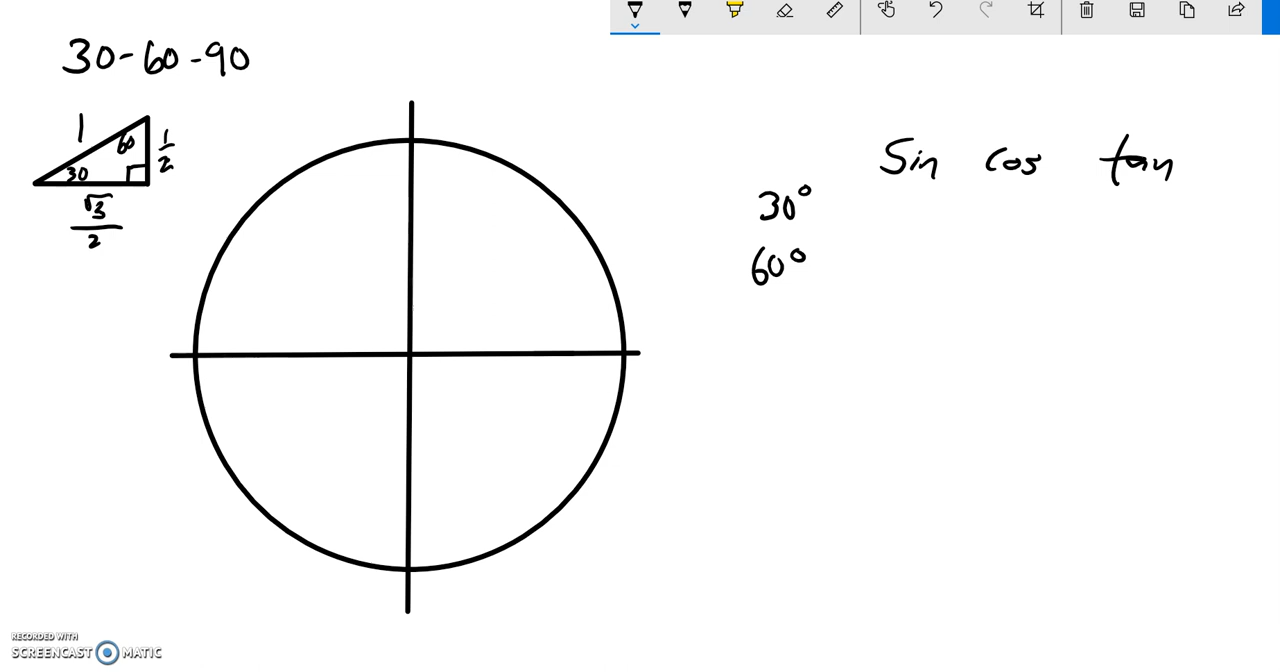 30-60-90
1
60
1/2
30
√3/2
Sin cos tan
30°
60°
RECORDED WITH
SCREENCAST MATIC